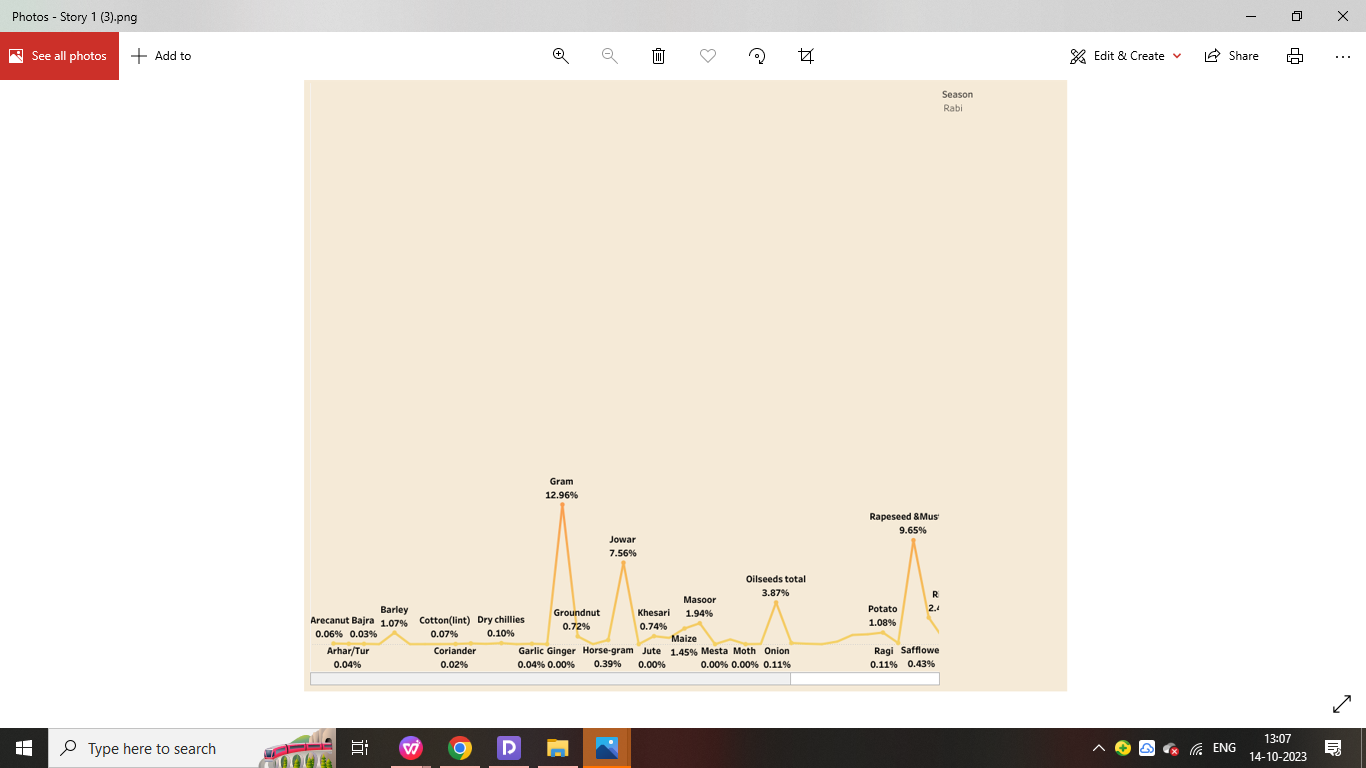 Photos - Story 1 (3).png
See all photos
Add to
Edit & Create
Share
Season
Rabi
Gram
12.96%
Rapeseed &Must
9.65%
Jowar
7.56%
Oilseeds total
3.87%
Ri
2.4
Masoor
1.94%
Potato
1.08%
Barley
1.07%
Groundnut
0.72%
Khesari
0.74%
Arecanut Bajra
0.06% 0.03%
Cotton(lint)
0.07%
Dry chillies
0.10%
Maize
1.45%
Arhar/Tur
0.04%
Coriander
0.02%
Garlic Ginger
0.04% 0.00%
Horse-gram
0.39%
Jute
0.00%
Mesta
0.00%
Moth
0.00%
Onion
0.11%
Ragi
0.11%
Safflowe
0.43%
Type here to search
ENG
13:07
14-10-2023